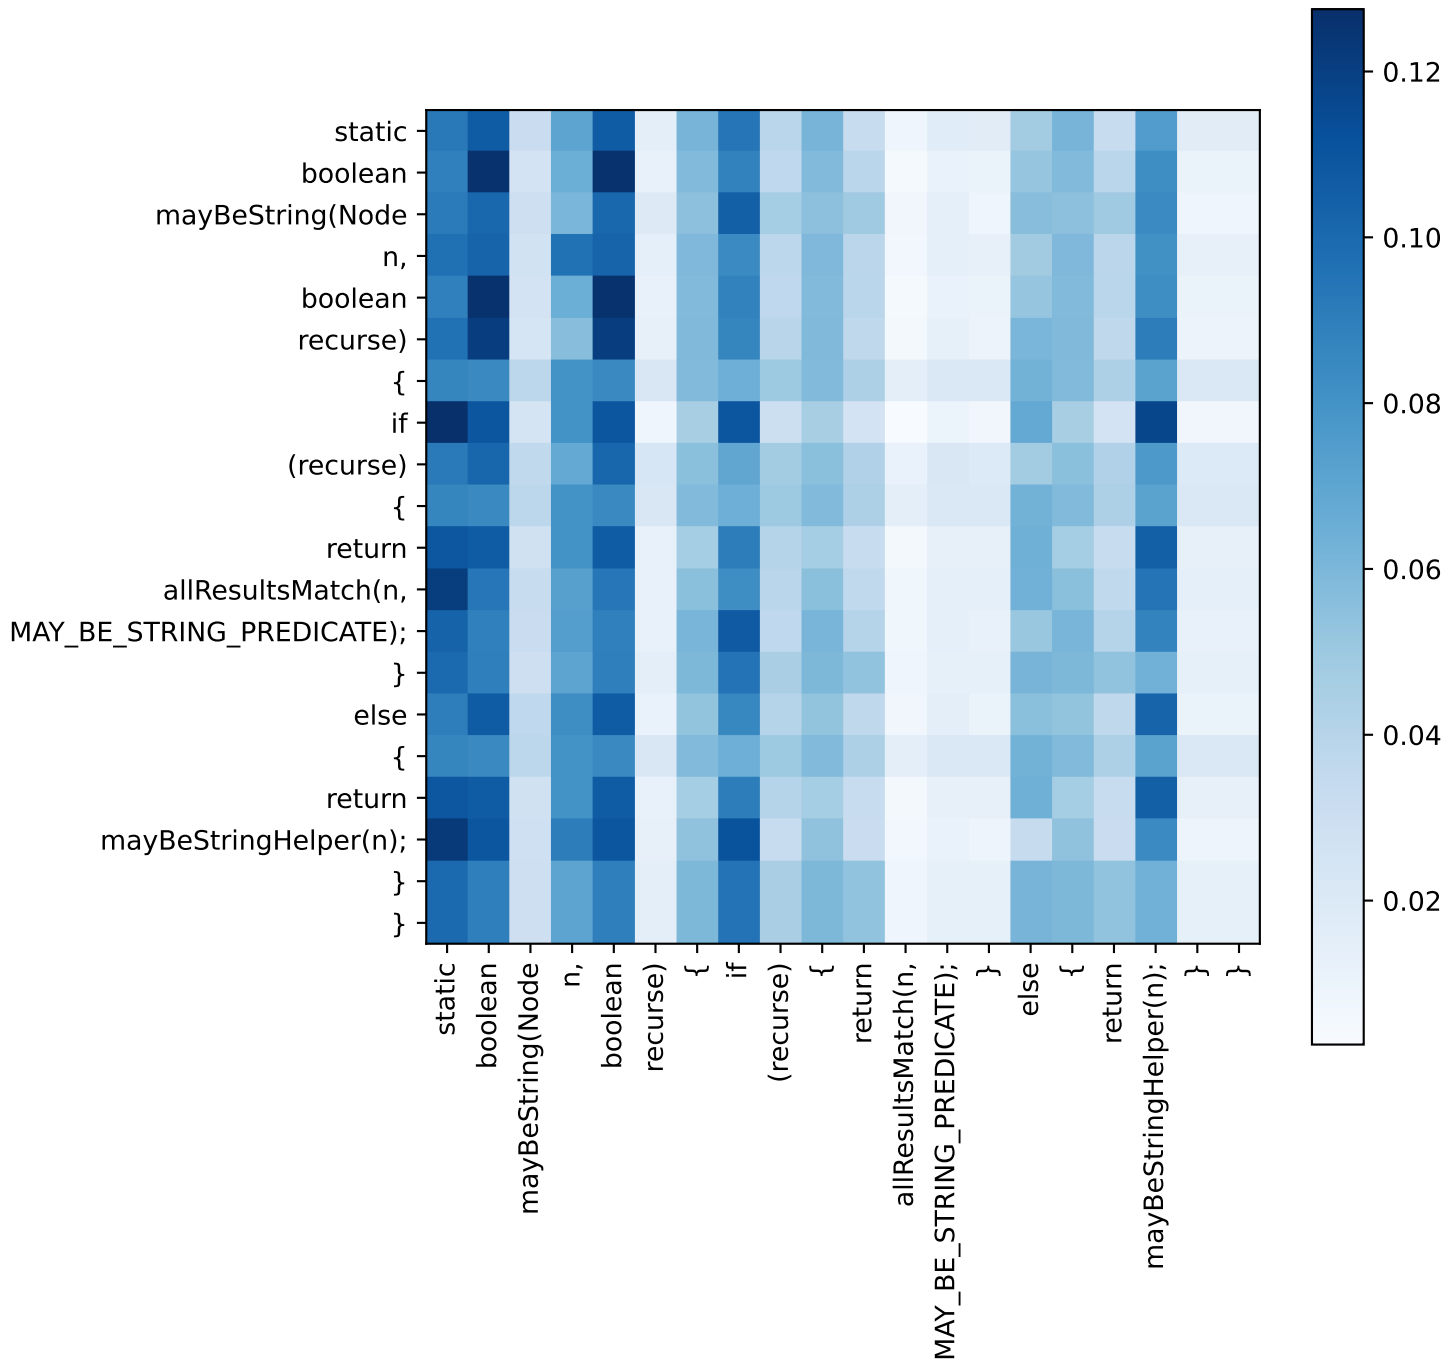 static
boolean
mayBeString(Node
n,
boolean
recurse)
{
if
(recurse)
{
return
allResultsMatch(n,
MAY_BE_STRING_PREDICATE);
}
else
{
return
mayBeStringHelper(n);
}
}
static
boolean
mayBeString(Node
n,
boolean
recurse)
{
if
(recurse)
{
return
allResultsMatch(n,
MAY_BE_STRING_PREDICATE);
}
else
{
return
mayBeStringHelper(n);
}
}
0.12
0.10
0.08
0.06
0.04
0.02